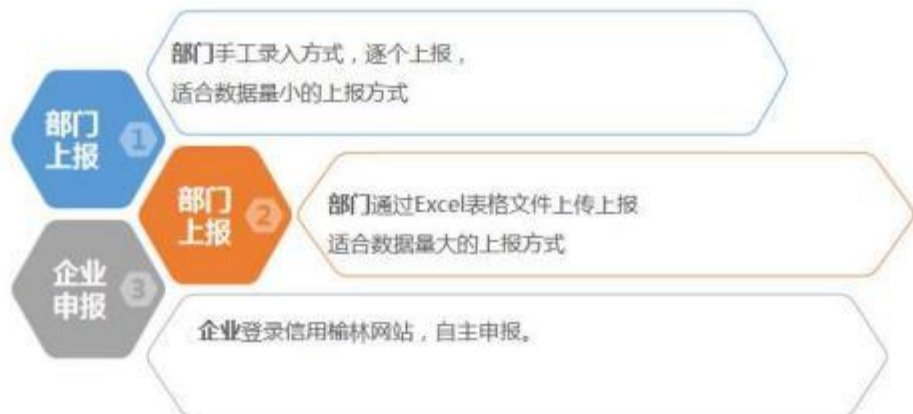 部门
上报
1
部门手工录入方式，逐个上报，
适合数据量小的上报方式
部门
上报
2
部门通过Excel表格文件上传上报
适合数据量大的上报方式
企业
申报
3
企业登录信用榆林网站，自主申报。